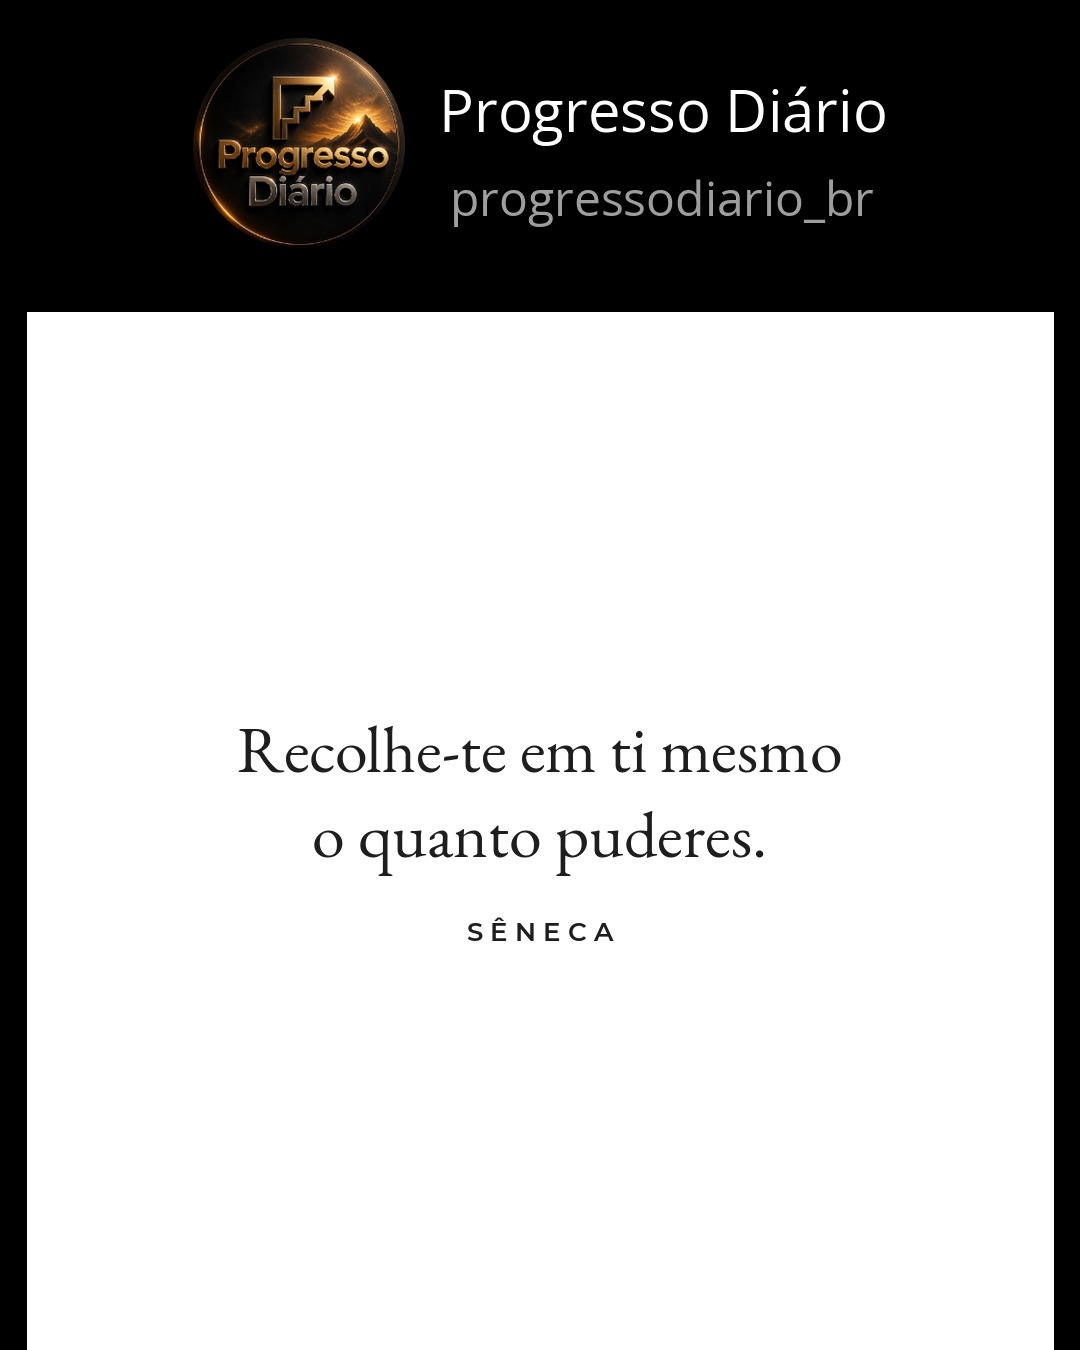 Progresso
Diário
Progresso Diário
progressodiario_br
Recolhe-te em ti mesmo
o quanto puderes.
SÊNECA